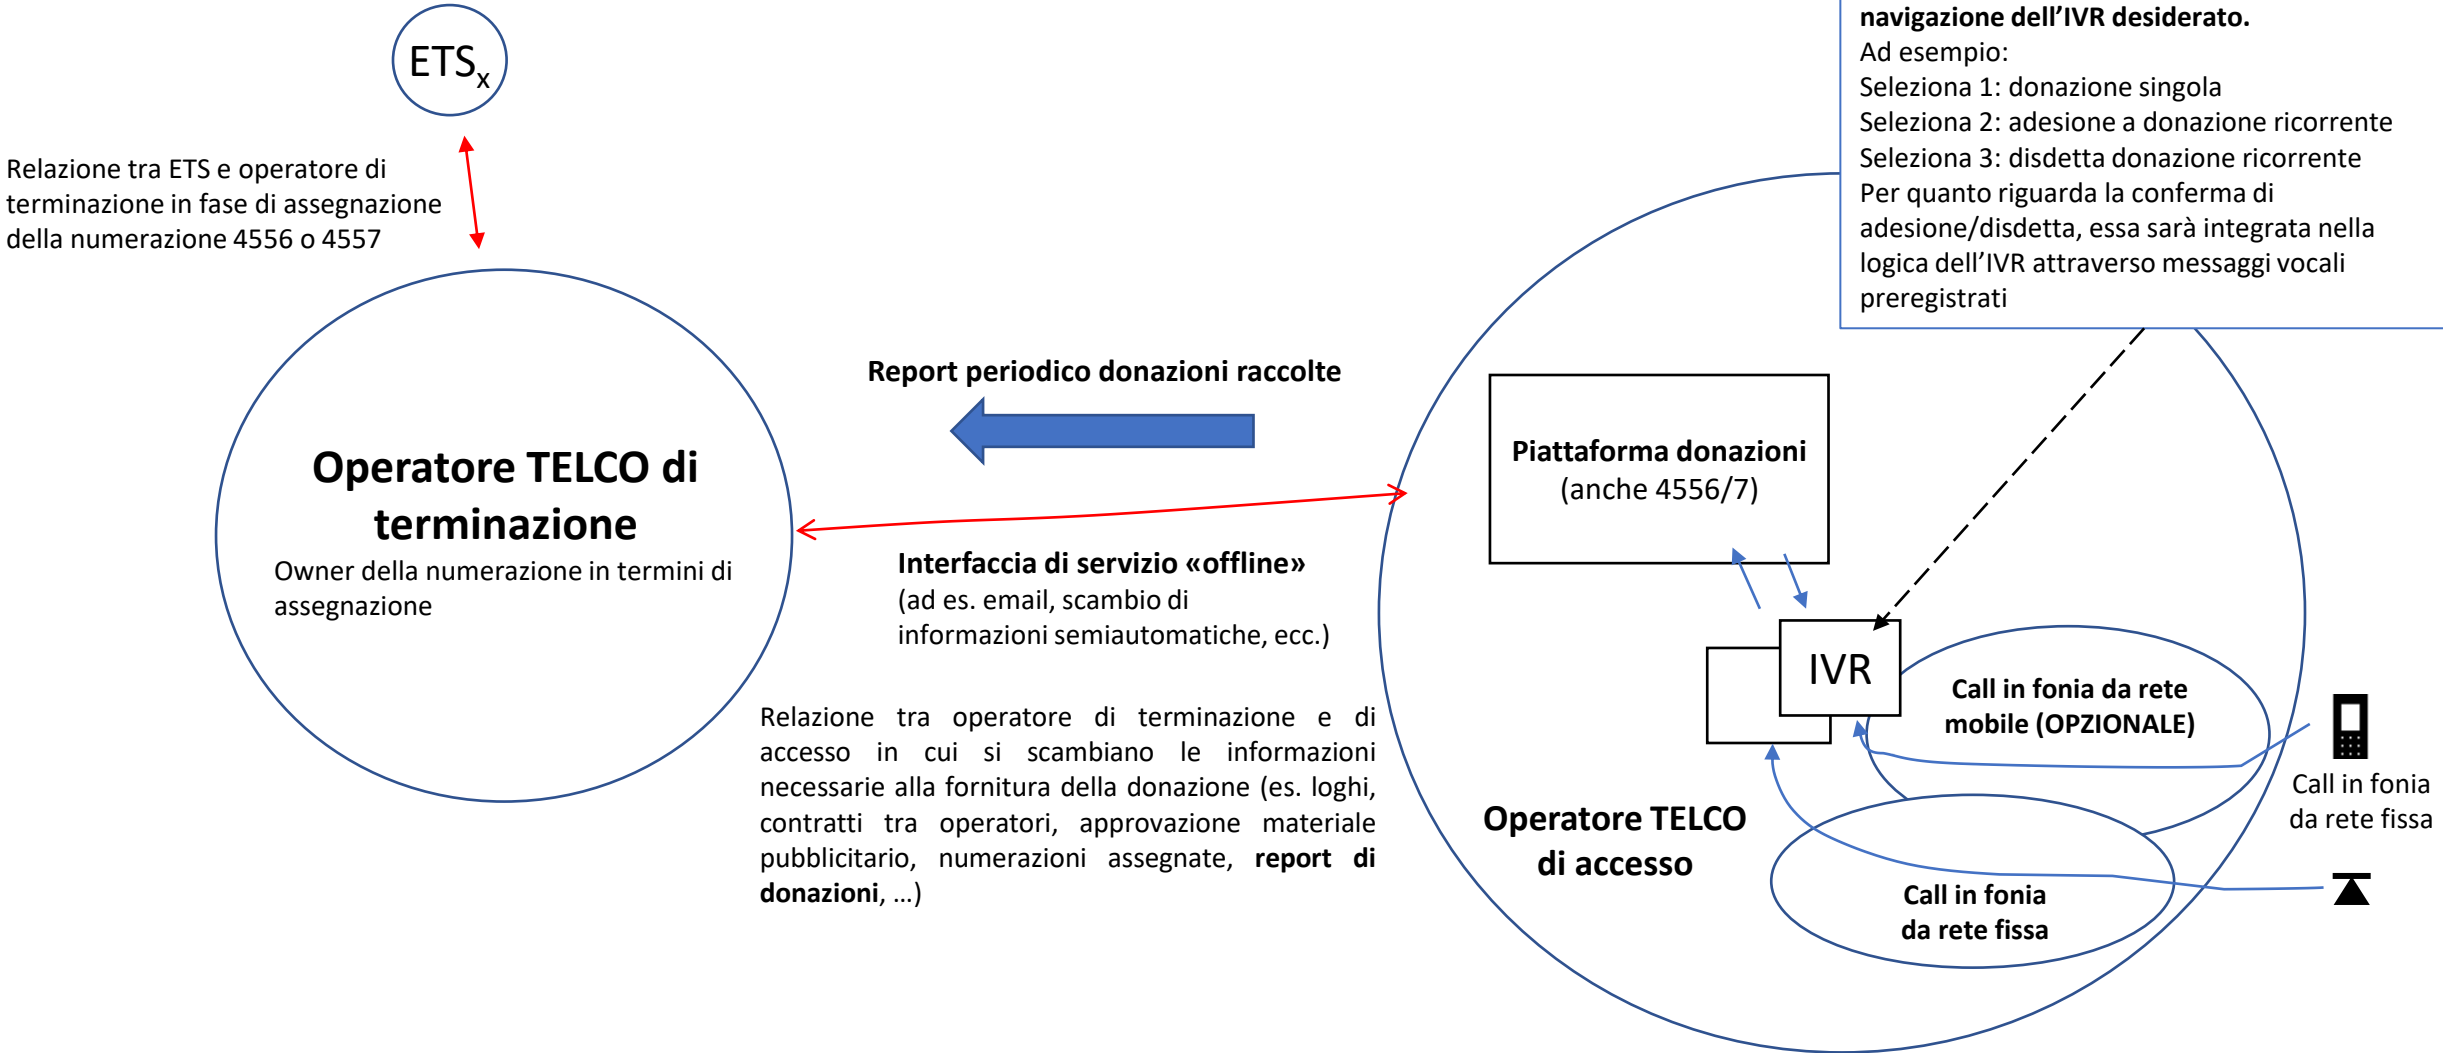 ETSx
Relazione tra ETS e operatore di
terminazione in fase di assegnazione
della numerazione 4556 o 4557
Operatore TELCO di
terminazione
Owner della numerazione in termini di
assegnazione
Report periodico donazioni raccolte
Interfaccia di servizio «offline»
(ad es. email, scambio di
informazioni semiautomatiche, ecc.)
Relazione tra operatore di terminazione e di
accesso in cui si scambiano le informazioni
necessarie alla fornitura della donazione (es. loghi,
contratti tra operatori, approvazione materiale
pubblicitario, numerazioni assegnate, report di
donazioni, …)
navigazione dell’IVR desiderato.
Ad esempio:
Seleziona 1: donazione singola
Seleziona 2: adesione a donazione ricorrente
Seleziona 3: disdetta donazione ricorrente
Per quanto riguarda la conferma di
adesione/disdetta, essa sarà integrata nella
logica dell’IVR attraverso messaggi vocali
preregistrati
Piattaforma donazioni
(anche 4556/7)
IVR
Call in fonia da rete
mobile (OPZIONALE)
Operatore TELCO
di accesso
Call in fonia
da rete fissa
Call in fonia
da rete fissa